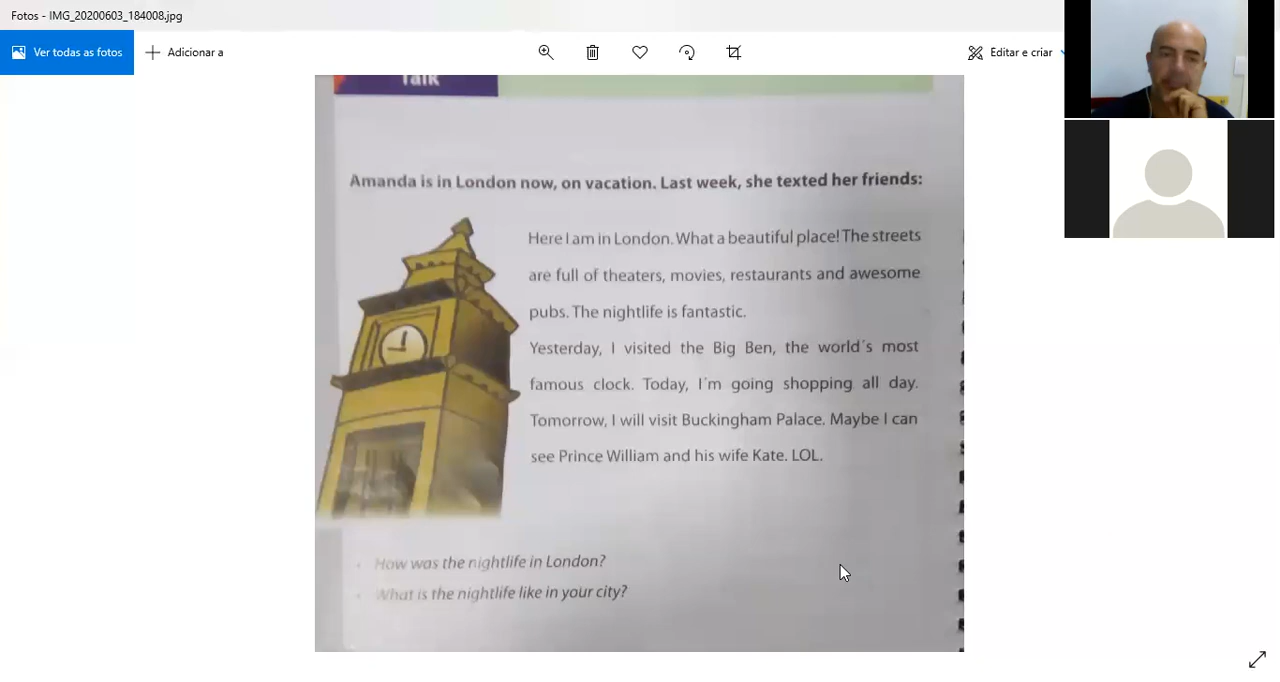 Fotos - IMG_20200603_184008.jpg
Ver todas as fotos
Adicionar a
Editar e criar
Talk
Amanda is in London now, on vacation. Last week, she texted her friends:
Here I am in London. What a beautiful place! The streets
are full of theaters, movies, restaurants and awesome
pubs. The nightlife is fantastic.
Yesterday, I visited the Big Ben, the world´s most
famous clock. Today, I´m going shopping all day.
Tomorrow, I will visit Buckingham Palace. Maybe I can
see Prince William and his wife Kate. LOL.
• How was the nightlife in London?
• What is the nightlife like in your city?